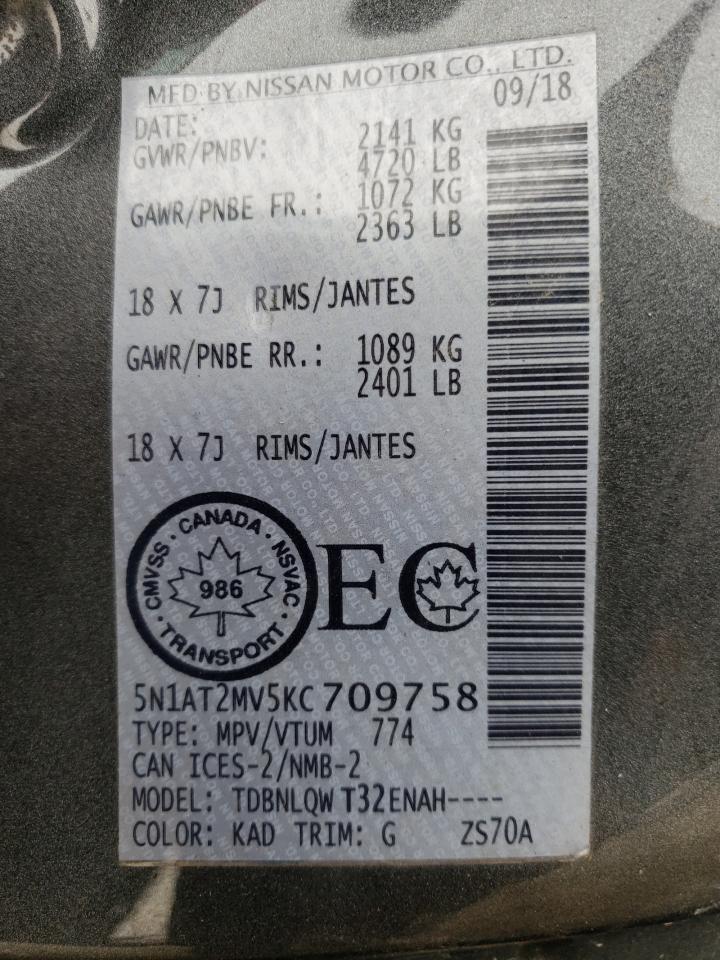 MFD BY NISSAN MOTOR CO., LTD.
DATE: 09/18
GVWR/PNBV: 2141 KG
4720 LB
GAWR/PNBE FR.: 1072 KG
2363 LB
18 X 7J RIMS/JANTES
GAWR/PNBE RR.: 1089 KG
2401 LB
18 X 7J RIMS/JANTES
CMVSS · CANADA · NSVAC · TRANSPORT ·
986
EC
5N1AT2MV5KC709758
TYPE: MPV/VTUM 774
CAN ICES-2/NMB-2
MODEL: TDBNLQW T32ENAH----
COLOR: KAD TRIM: G ZS70A